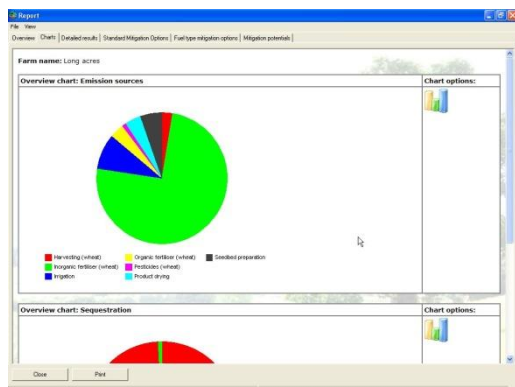 Report
File View
Overview Charts Detailed results Standard Mitigation Options Fuel type mitigation options Mitigation potentials
Farm name: Long acres
Overview chart: Emission sources Chart options:
Harvesting (wheat) Organic fertiliser (wheat) Seedbed preparation
Inorganic fertiliser (wheat) Pesticides (wheat)
Irrigation Product drying
Overview chart: Sequestration Chart options:
Close Print